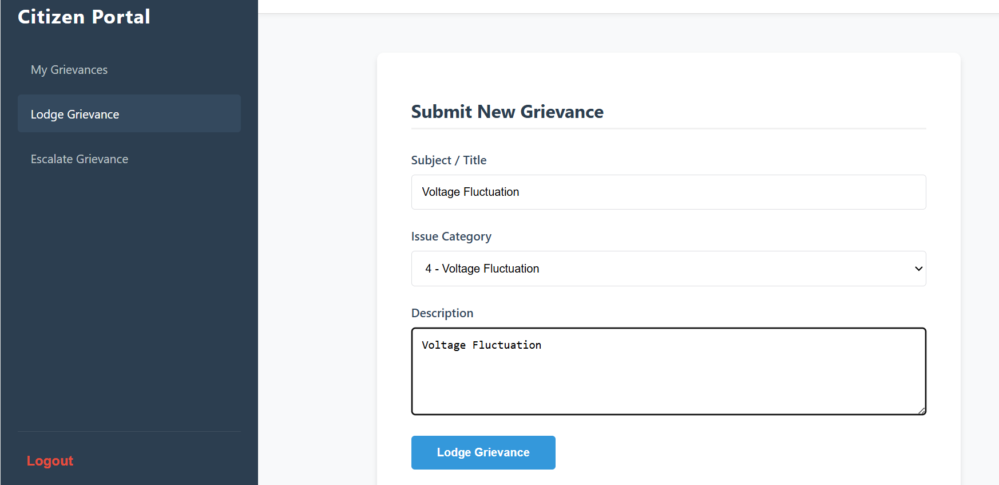 Citizen Portal
My Grievances
Lodge Grievance
Escalate Grievance
Logout
Submit New Grievance
Subject / Title
Voltage Fluctuation
Issue Category
4 - Voltage Fluctuation
Description
Voltage Fluctuation
Lodge Grievance